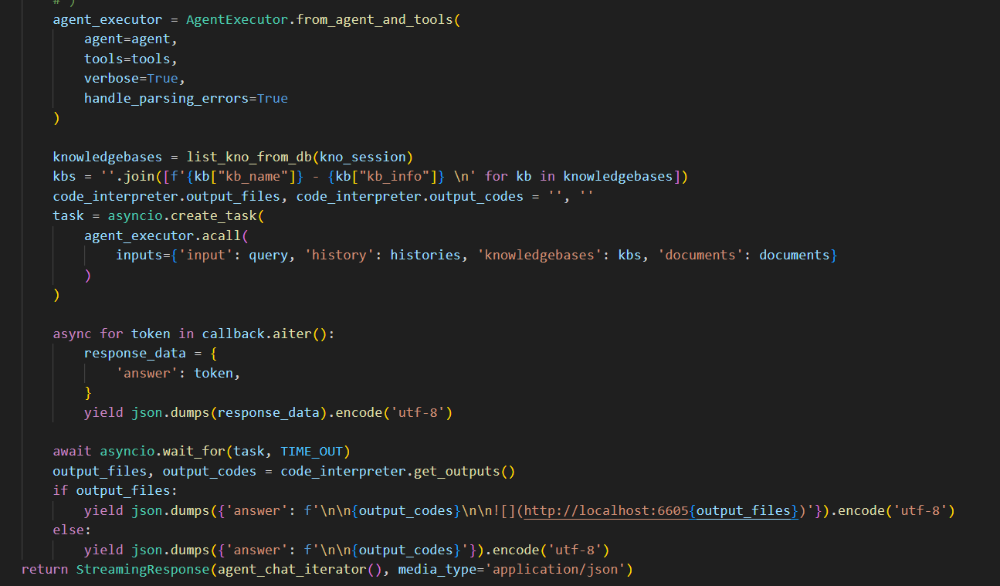 # )
agent_executor = AgentExecutor.from_agent_and_tools(
    agent=agent,
    tools=tools,
    verbose=True,
    handle_parsing_errors=True
)
knowledgebases = list_kno_from_db(kno_session)
kbs = ''.join([f'{kb["kb_name"]} - {kb["kb_info"]} \n' for kb in knowledgebases])
code_interpreter.output_files, code_interpreter.output_codes = '', ''
task = asyncio.create_task(
    agent_executor.acall(
        inputs={'input': query, 'history': histories, 'knowledgebases': kbs, 'documents': documents}
    )
)
async for token in callback.aiter():
    response_data = {
        'answer': token,
    }
    yield json.dumps(response_data).encode('utf-8')
await asyncio.wait_for(task, TIME_OUT)
output_files, output_codes = code_interpreter.get_outputs()
if output_files:
    yield json.dumps({'answer': f'\n\n{output_codes}\n\n![](http://localhost:6605{output_files})'}).encode('utf-8')
else:
    yield json.dumps({'answer': f'\n\n{output_codes}'}).encode('utf-8')
return StreamingResponse(agent_chat_iterator(), media_type='application/json')